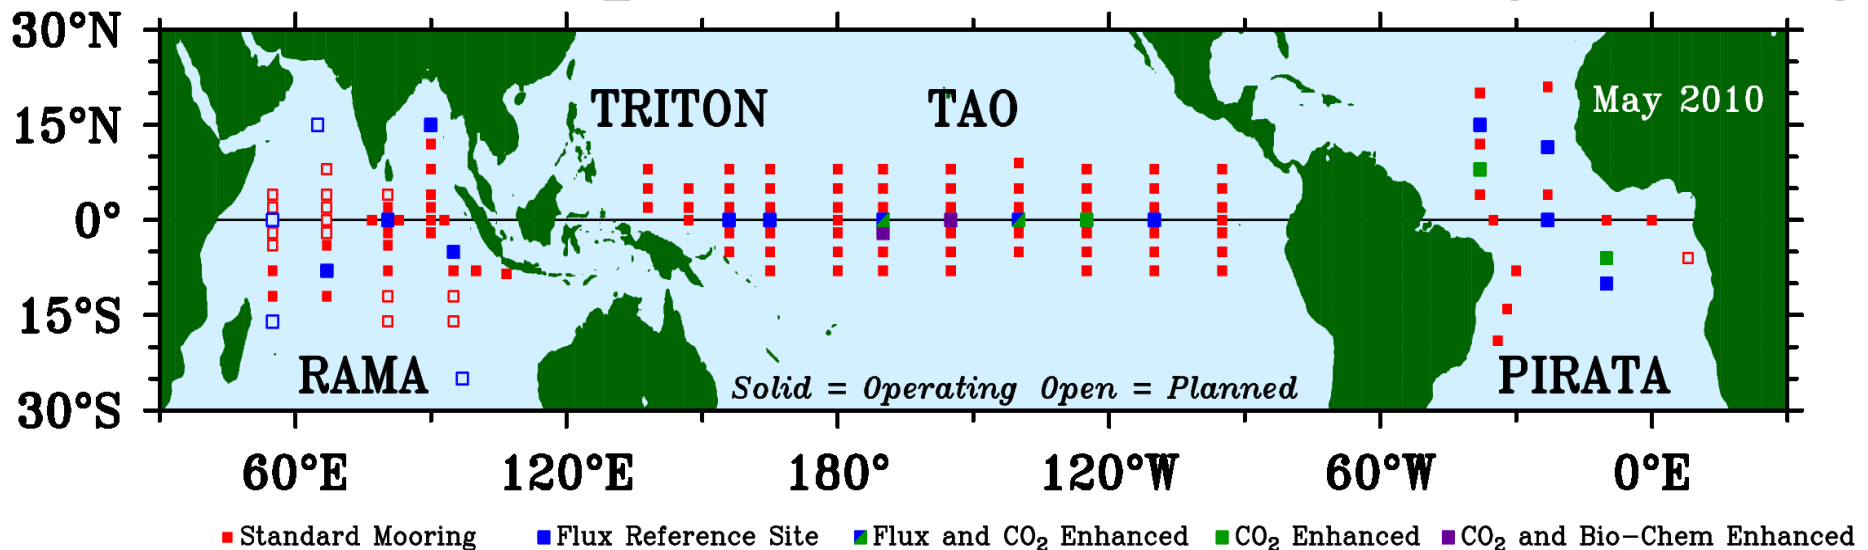 30°N
15°N
0°
15°S
30°S
TRITON
TAO
May 2010
RAMA
Solid = Operating Open = Planned
PIRATA
60°E 120°E 180° 120°W 60°W 0°E
Standard Mooring Flux Reference Site Flux and CO₂ Enhanced CO₂ Enhanced CO₂ and Bio-Chem Enhanced